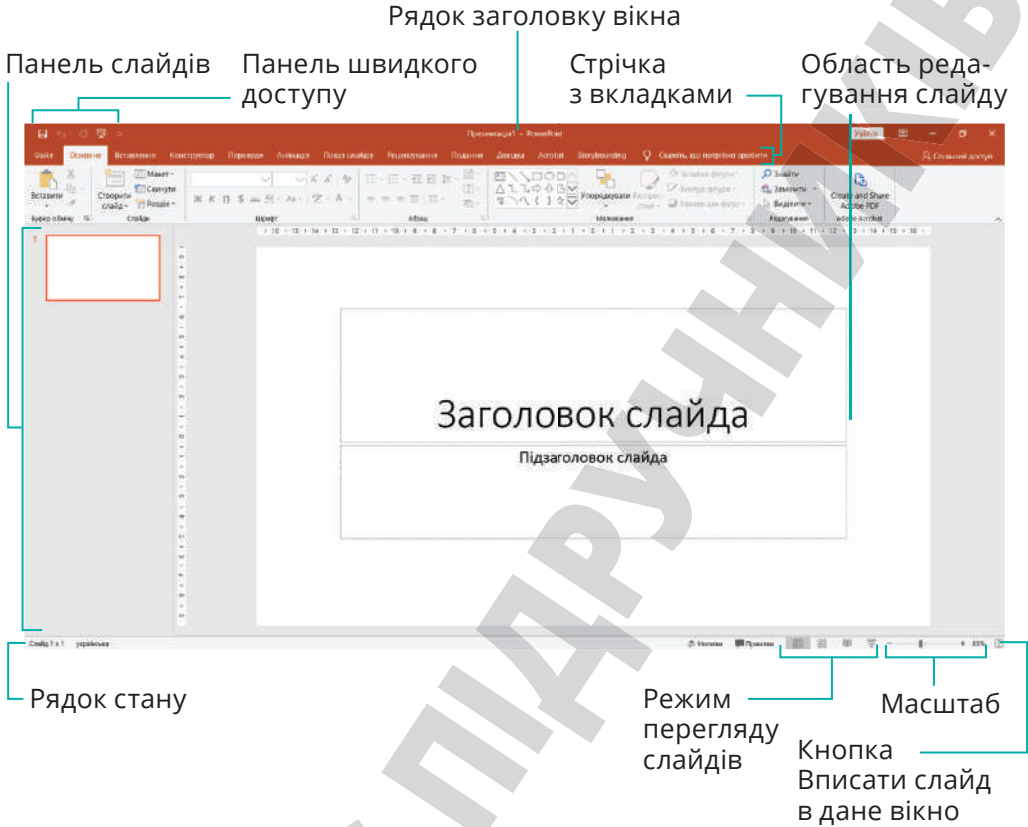 Рядок заголовку вікна
Панель слайдів
Панель швидкого
доступу
Стрічка
з вкладками
Область реда-
гування слайду
Презентація1 - PowerPoint
Увійти
Файл Основне Вставлення Конструктор Переходи Анімація Показ слайдів Рецензування Подання Довідка Acrobat Storyboarding Скажіть, що потрібно зробити Спільний доступ
Вставити
Створити
слайд
Макет
Скинути
Розділ
Ж К П S
Упорядкувати
Знайти
Замінити
Виділити
Create and Share
Adobe PDF
Буфер обміну Слайди Шрифт Абзац Малювання Редагування Adobe Acrobat
1
Заголовок слайда
Підзаголовок слайда
Слайд 1 з 1 українська
Нотатки Примітки
Рядок стану
Режим
перегляду
слайдів
Масштаб
Кнопка
Вписати слайд
в дане вікно
ПІДРУЧНИКІВ